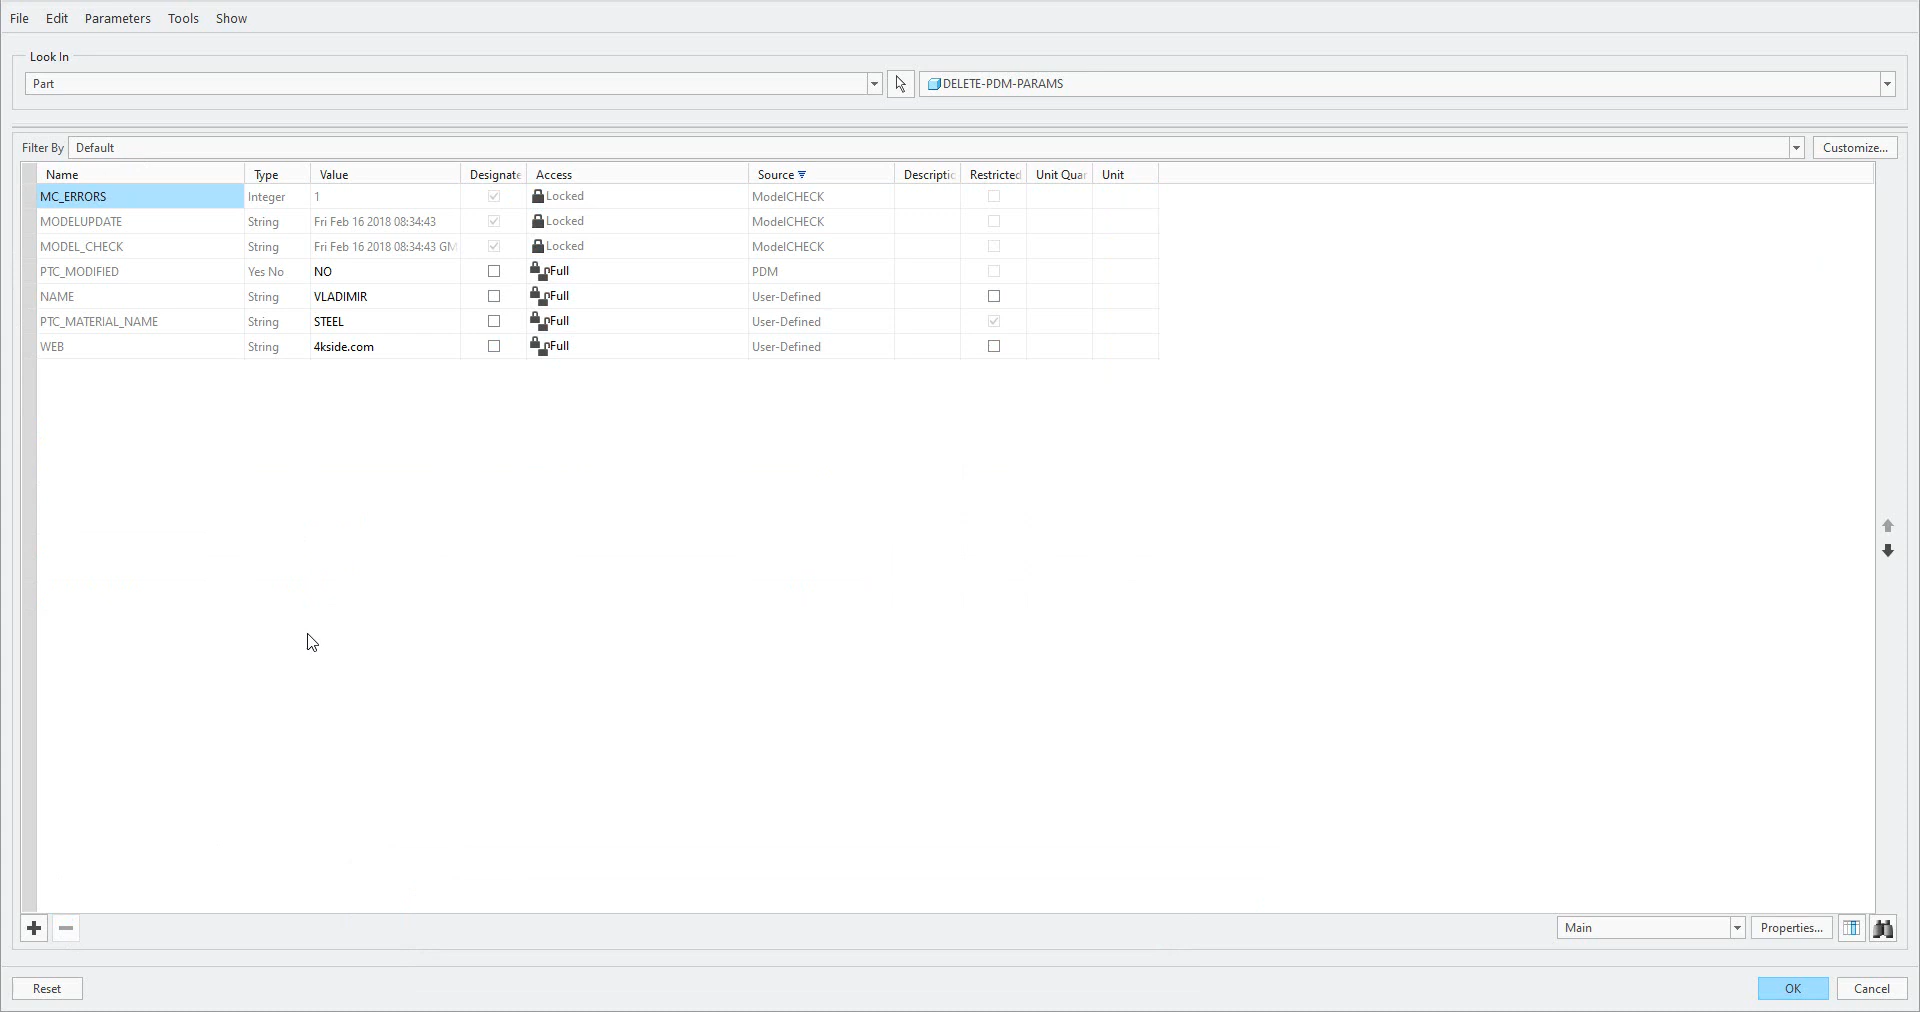 File Edit Parameters Tools Show
Look In
Part DELETE-PDM-PARAMS
Filter By Default Customize...
Name Type Value Designate Access Source Descriptic Restricted Unit Quar Unit
MC_ERRORS Integer 1 Locked ModelCHECK
MODELUPDATE String Fri Feb 16 2018 08:34:43 Locked ModelCHECK
MODEL_CHECK String Fri Feb 16 2018 08:34:43 GM Locked ModelCHECK
PTC_MODIFIED Yes No NO Full PDM
NAME String VLADIMIR Full User-Defined
PTC_MATERIAL_NAME String STEEL Full User-Defined
WEB String 4kside.com Full User-Defined
Main Properties...
Reset OK Cancel